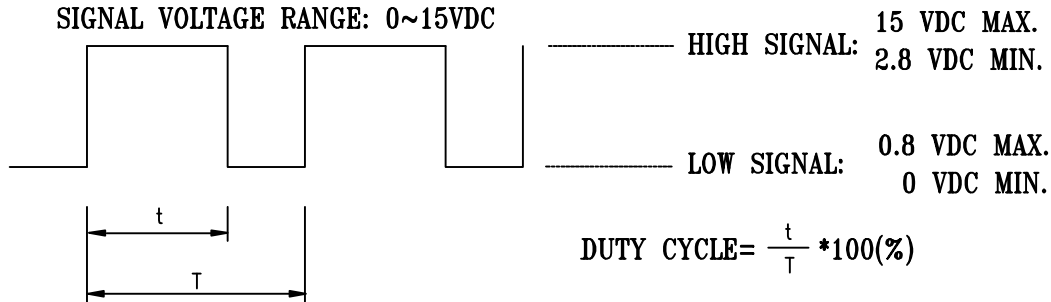 SIGNAL VOLTAGE RANGE: 0~15VDC
HIGH SIGNAL: 15 VDC MAX.
2.8 VDC MIN.
LOW SIGNAL: 0.8 VDC MAX.
0 VDC MIN.
t
T
DUTY CYCLE= t/T *100(%)